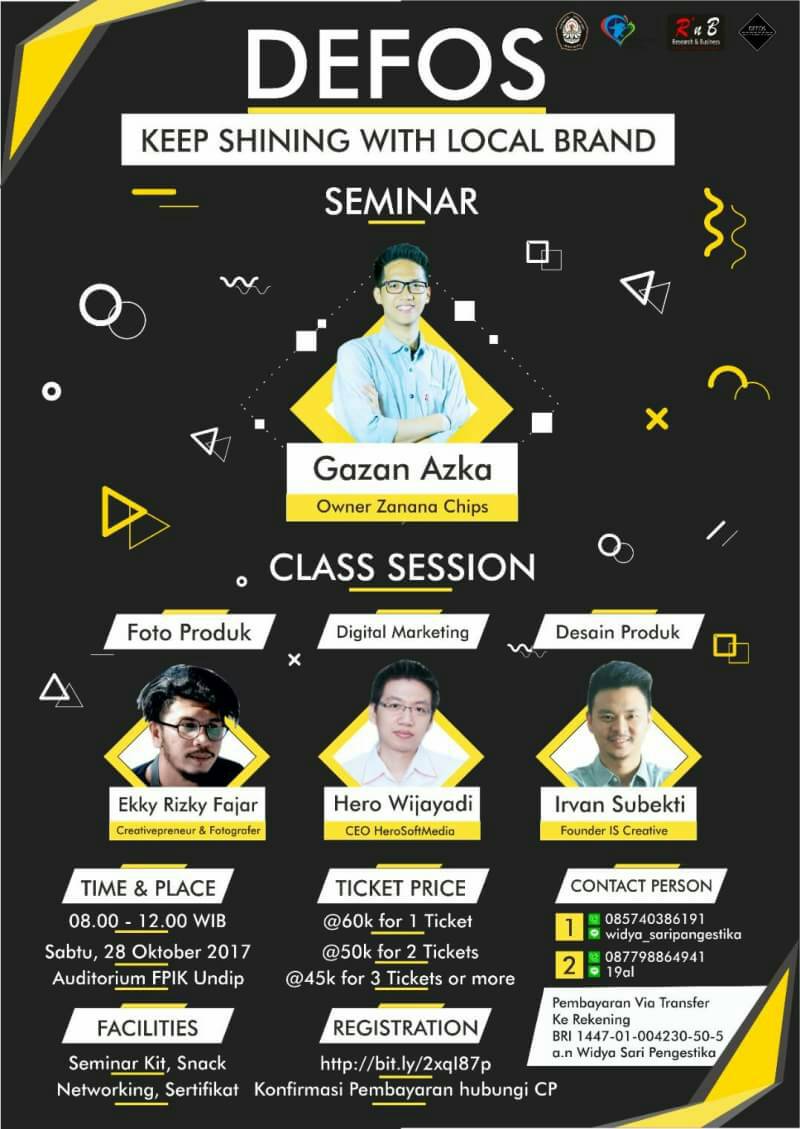 DEFOS
R'n B
Research & Business
DEFOS
KEEP SHINING WITH LOCAL BRAND
SEMINAR
Gazan Azka
Owner Zanana Chips
CLASS SESSION
Foto Produk
Digital Marketing
Desain Produk
Ekky Rizky Fajar
Creativepreneur & Fotografer
Hero Wijayadi
CEO HeroSoftMedia
Irvan Subekti
Founder IS Creative
TIME & PLACE
08.00 - 12.00 WIB
Sabtu, 28 Oktober 2017
Auditorium FPIK Undip
TICKET PRICE
@60k for 1 Ticket
@50k for 2 Tickets
@45k for 3 Tickets or more
CONTACT PERSON
1
085740386191
widya_saripangestika
2
087798864941
19al
Pembayaran Via Transfer
Ke Rekening
BRI 1447-01-004230-50-5
a.n Widya Sari Pengestika
FACILITIES
Seminar Kit, Snack
Networking, Sertifikat
REGISTRATION
http://bit.ly/2xqI87p
Konfirmasi Pembayaran hubungi CP